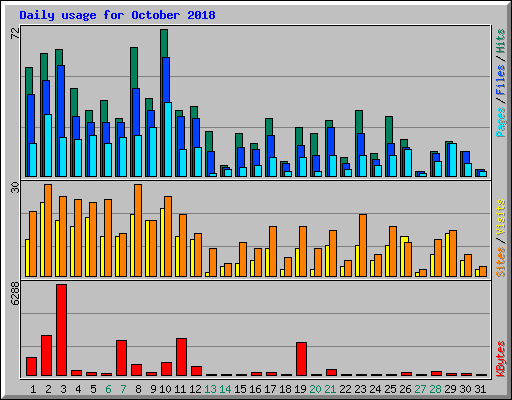 Daily usage for October 2018
72
Pages / Files / Hits
30
Sites / Visits
6288
KBytes
1 2 3 4 5 6 7 8 9 10 11 12 13 14 15 16 17 18 19 20 21 22 23 24 25 26 27 28 29 30 31